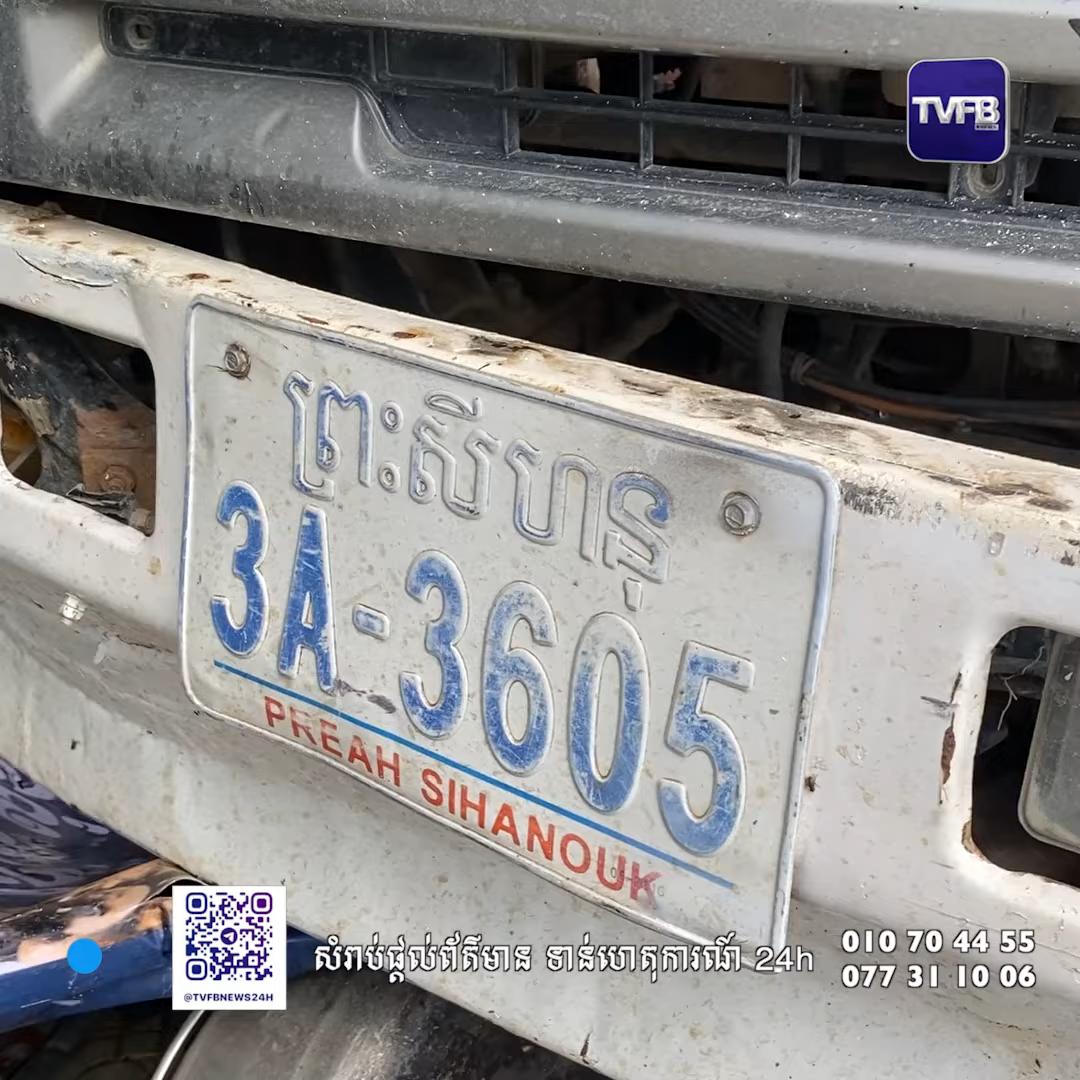 TVFB
ព្រះសីហនុ
3A-3605
PREAH SIHANOUK
@TVFBNEWS24H
សំរាប់ផ្តល់ព័ត៌មាន ទាន់ហេតុការណ៍ 24h
010 70 44 55
077 31 10 06